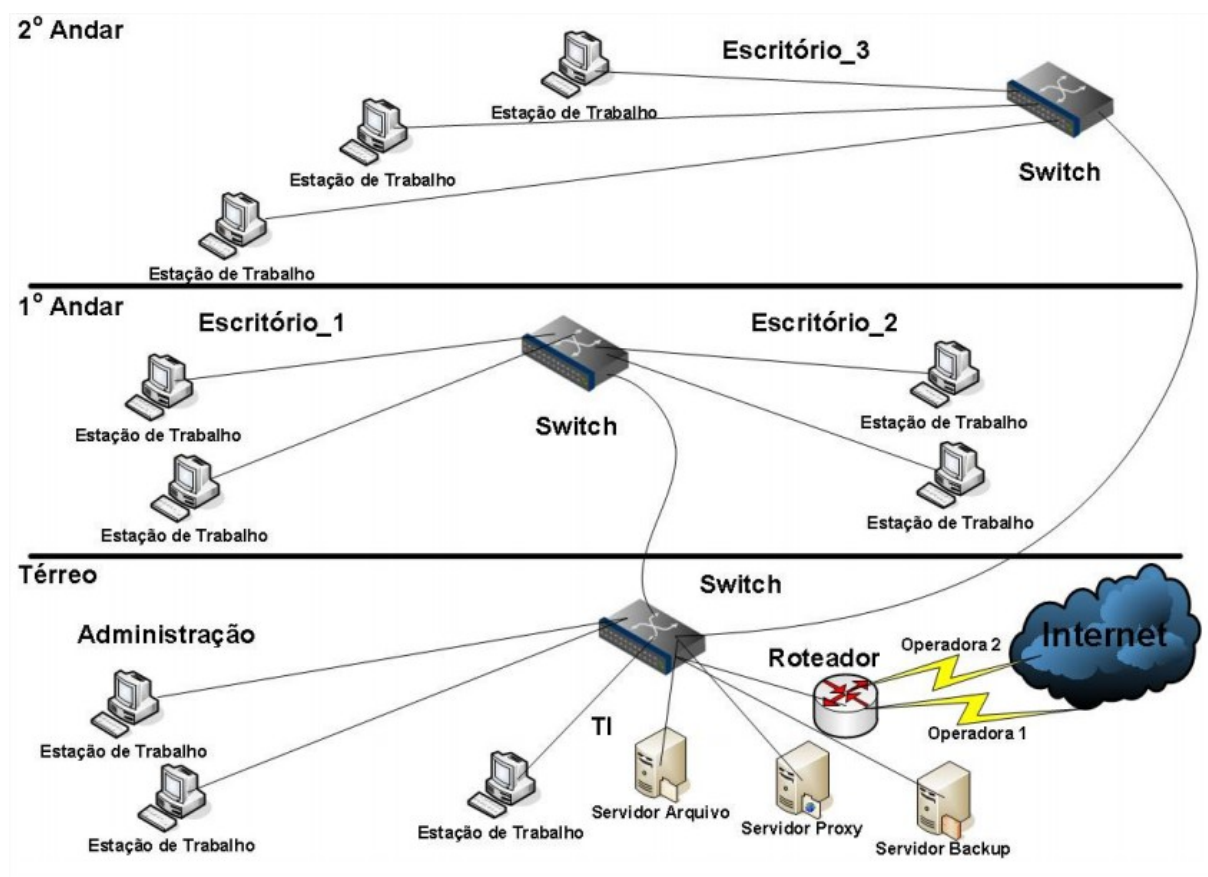 2º Andar
Escritório_3
Estação de Trabalho
Estação de Trabalho
Switch
Estação de Trabalho
1º Andar
Escritório_1
Escritório_2
Estação de Trabalho
Switch
Estação de Trabalho
Estação de Trabalho
Estação de Trabalho
Térreo
Switch
Administração
Internet
Operadora 2
Roteador
Operadora 1
TI
Estação de Trabalho
Servidor Arquivo
Servidor Proxy
Estação de Trabalho
Estação de Trabalho
Servidor Backup